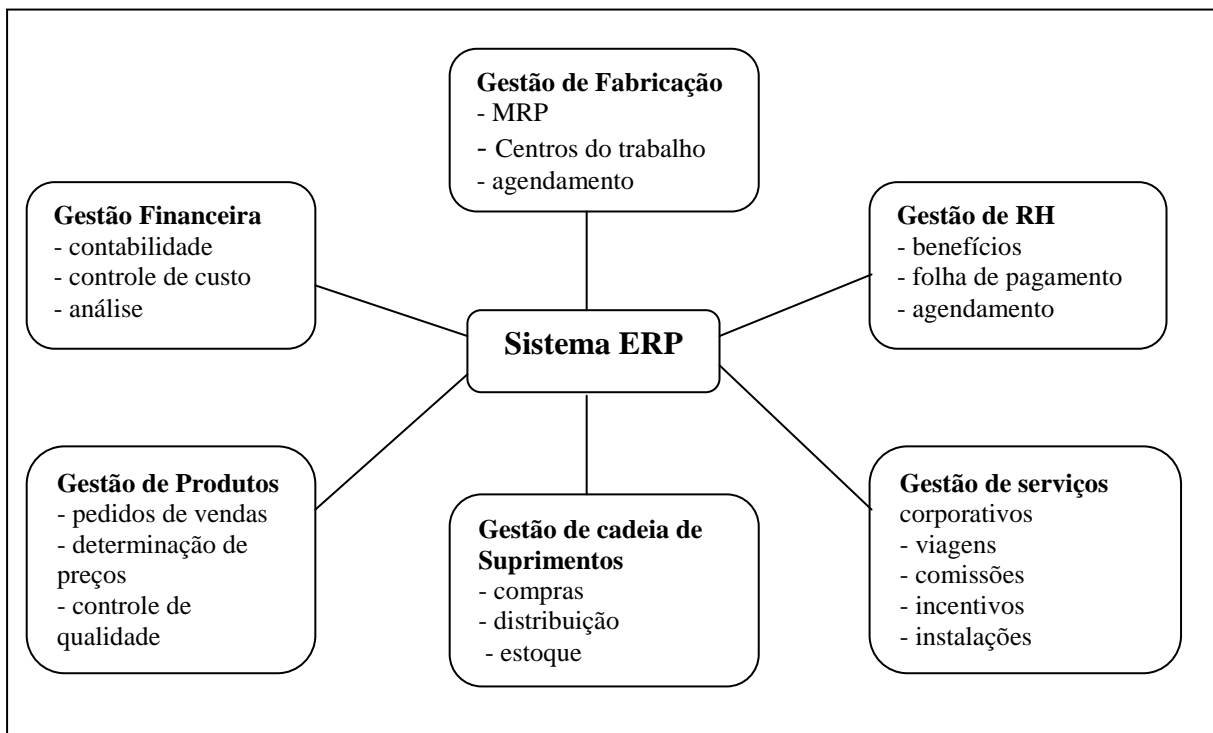 Gestão de Fabricação
- MRP
- Centros do trabalho
- agendamento
Gestão Financeira
- contabilidade
- controle de custo
- análise
Gestão de RH
- benefícios
- folha de pagamento
- agendamento
Sistema ERP
Gestão de Produtos
- pedidos de vendas
- determinação de
preços
- controle de
qualidade
Gestão de cadeia de
Suprimentos
- compras
- distribuição
- estoque
Gestão de serviços
corporativos
- viagens
- comissões
- incentivos
- instalações